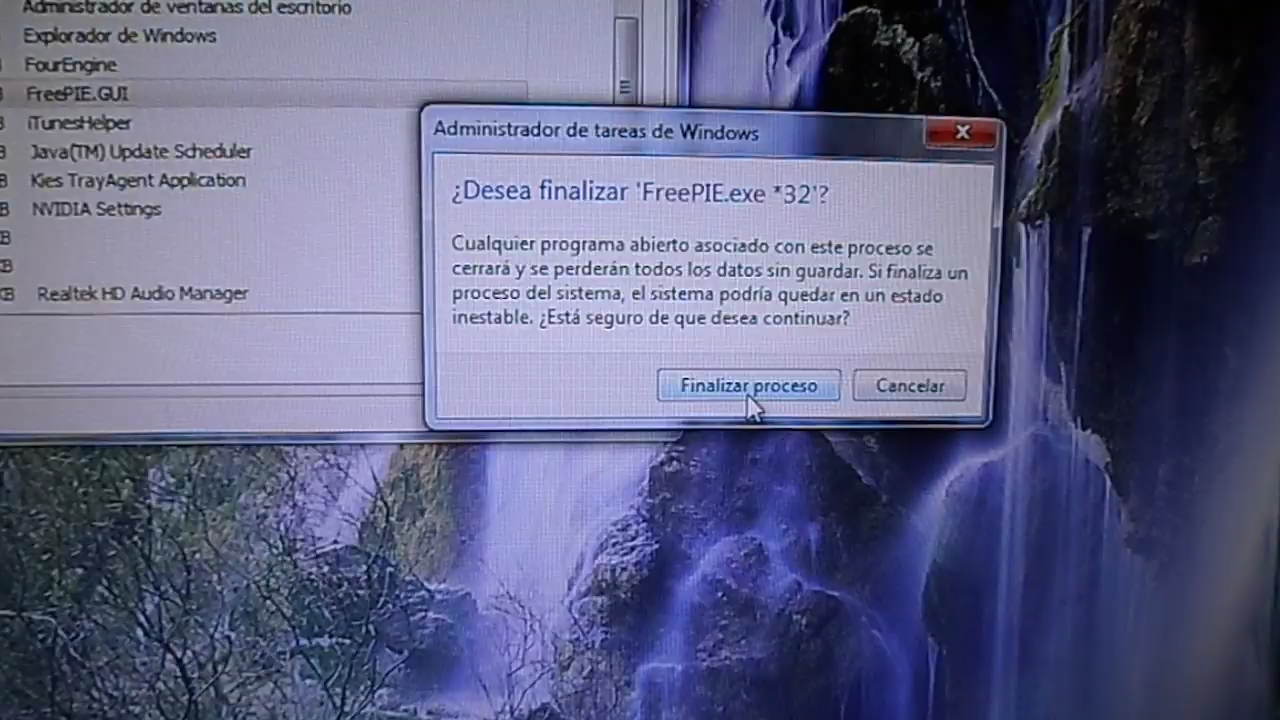 Administrador de ventanas del escritorio
Explorador de Windows
FourEngine
B FreePIE.GUI
B iTunesHelper
B Java(TM) Update Scheduler
B Kies TrayAgent Application
B NVIDIA Settings
B
B
KB Realtek HD Audio Manager
Administrador de tareas de Windows
¿Desea finalizar 'FreePIE.exe *32'?
Cualquier programa abierto asociado con este proceso se
cerrará y se perderán todos los datos sin guardar. Si finaliza un
proceso del sistema, el sistema podría quedar en un estado
inestable. ¿Está seguro de que desea continuar?
Finalizar proceso
Cancelar